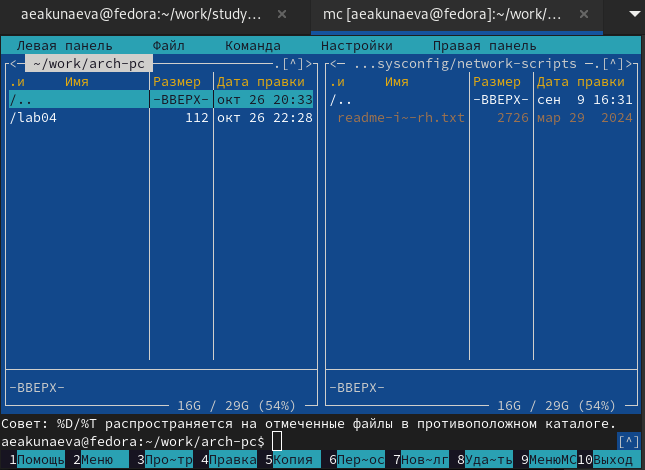 aeakunaeva@fedora:~/work/study... × mc [aeakunaeva@fedora]:~/work/... ×
Левая панель Файл Команда Настройки Правая панель
<─ ~/work/arch-pc .[^]> <─ ...sysconfig/network-scripts ─.[^]>
.и Имя Размер Дата правки .и Имя Размер Дата правки
/.. -ВВЕРХ- окт 26 20:33 /.. -ВВЕРХ- сен 9 16:31
/lab04 112 окт 26 22:28 readme-i~-rh.txt 2726 мар 29 2024
-ВВЕРХ- -ВВЕРХ-
16G / 29G (54%) 16G / 29G (54%)
Совет: %D/%T распространяется на отмеченные файлы в противоположном каталоге.
aeakunaeva@fedora:~/work/arch-pc$ [^]
1Помощь 2Меню 3Про~тр 4Правка 5Копия 6Пер~ос 7Нов~лг 8Уда~ть 9МенюMC 10Выход